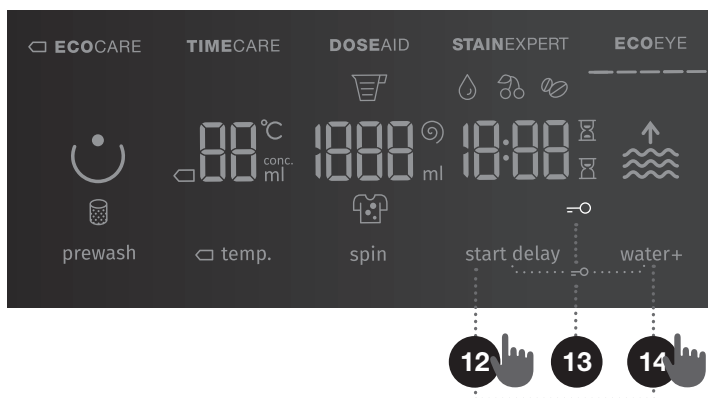 ECOCARE TIMECARE DOSEAID STAINEXPERT ECOEYE
88 °C conc. ml 1888 ml 18:88
prewash temp. spin start delay water+
12 13 14